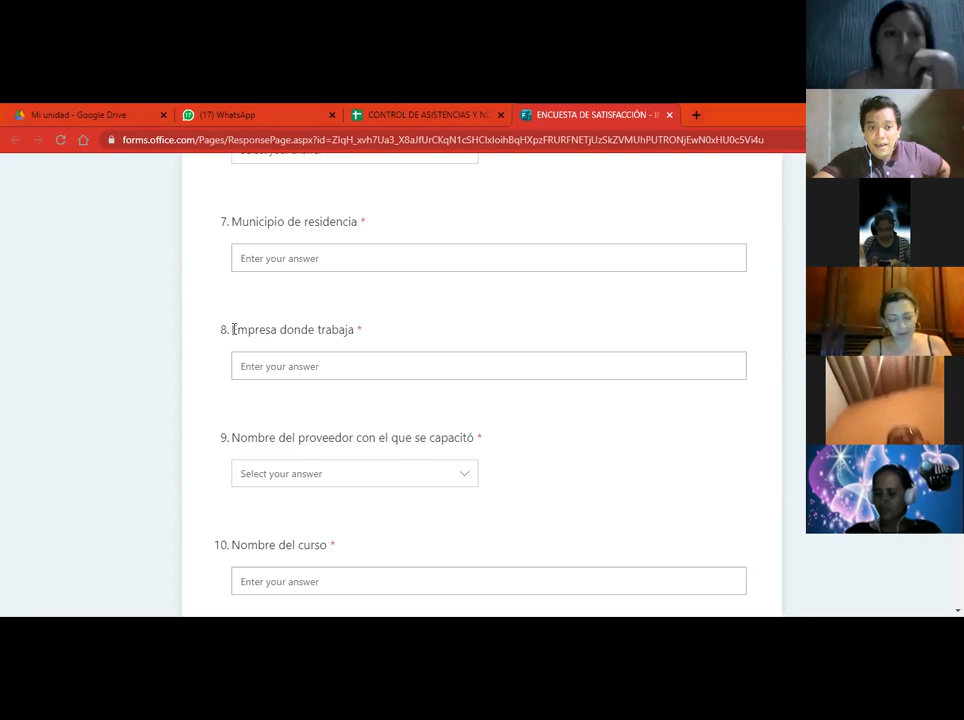 Mi unidad - Google Drive
(17) WhatsApp
CONTROL DE ASISTENCIAS Y NO
ENCUESTA DE SATISFACCIÓN - I
forms.office.com/Pages/ResponsePage.aspx?id=ZIqH_xvh7Ua3_X8aJfUrCKqN1cSHCIxloihBqHXpzFRURFNETjUzSkZVMUhPUTRONjEwN0xHU0c5Vi4u
7. Municipio de residencia *
Enter your answer
8. Empresa donde trabaja *
Enter your answer
9. Nombre del proveedor con el que se capacitó *
Select your answer
10. Nombre del curso *
Enter your answer